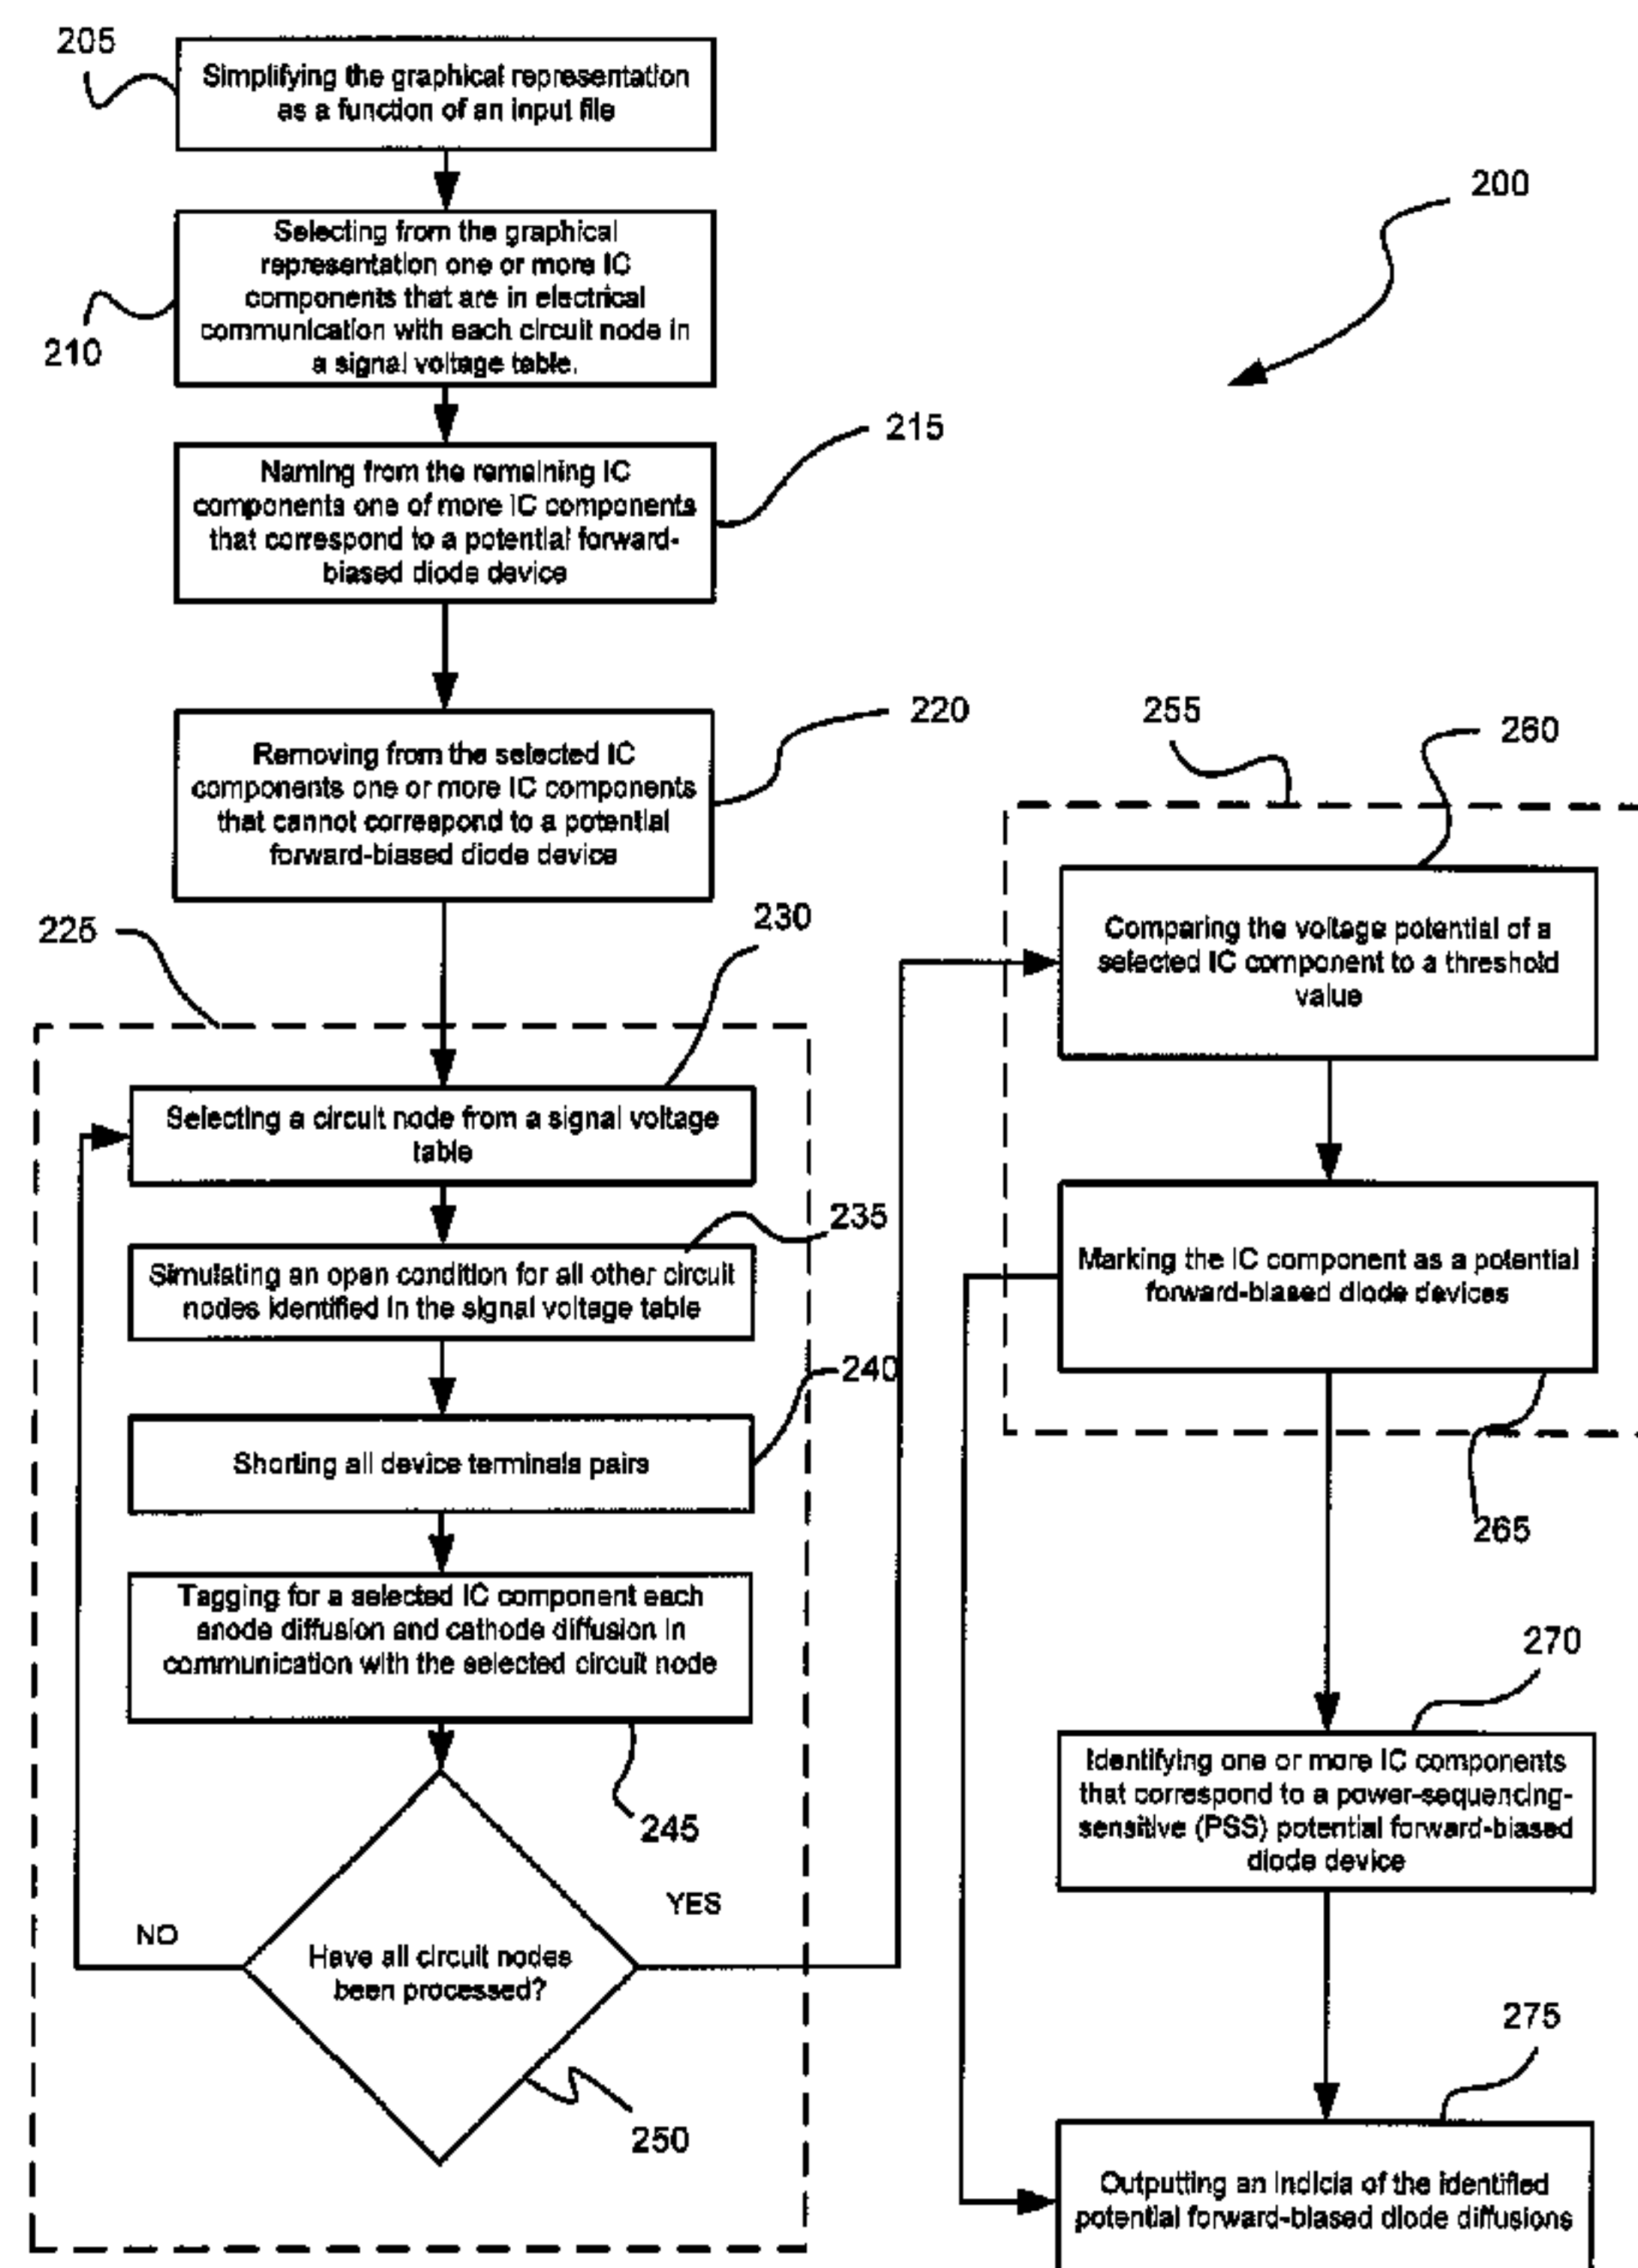 205
Simplifying the graphical representation
as a function of an input file
200
Selecting from the graphical
representation one or more IC
components that are in electrical
communication with each circuit node in
a signal voltage table.
210
215
Naming from the remaining IC
components one of more IC components
that correspond to a potential forward-
biased diode device
220
Removing from the selected IC
components one or more IC components
that cannot correspond to a potential
forward-biased diode device
225
230
Selecting a circuit node from a signal voltage
table
235
Simulating an open condition for all other circuit
nodes identified in the signal voltage table
240
Shorting all device terminals pairs
Tagging for a selected IC component each
anode diffusion and cathode diffusion in
communication with the selected circuit node
245
YES
NO
Have all circuit nodes
been processed?
250
255
260
Comparing the voltage potential of a
selected IC component to a threshold
value
Marking the IC component as a potential
forward-biased diode devices
265
270
Identifying one or more IC components
that correspond to a power-sequencing-
sensitive (PSS) potential forward-biased
diode device
275
Outputting an indicia of the identified
potential forward-biased diode diffusions